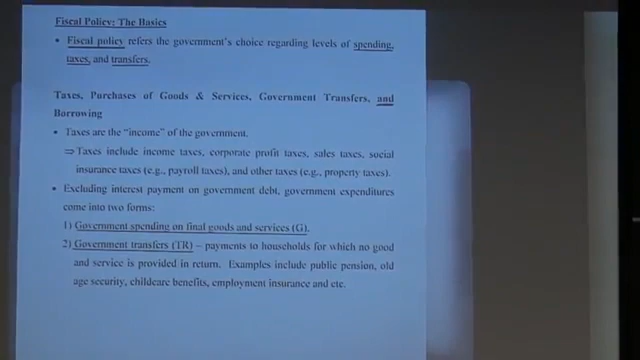 Fiscal Policy: The Basics
• Fiscal policy refers the government's choice regarding levels of spending,
taxes, and transfers.
Taxes, Purchases of Goods & Services, Government Transfers, and
Borrowing
• Taxes are the "income" of the government.
⇒ Taxes include income taxes, corporate profit taxes, sales taxes, social
insurance taxes (e.g., payroll taxes), and other taxes (e.g., property taxes).
• Excluding interest payment on government debt, government expenditures
come into two forms:
1) Government spending on final goods and services (G).
2) Government transfers (TR) – payments to households for which no good
and service is provided in return. Examples include public pension, old
age security, childcare benefits, employment insurance and etc.